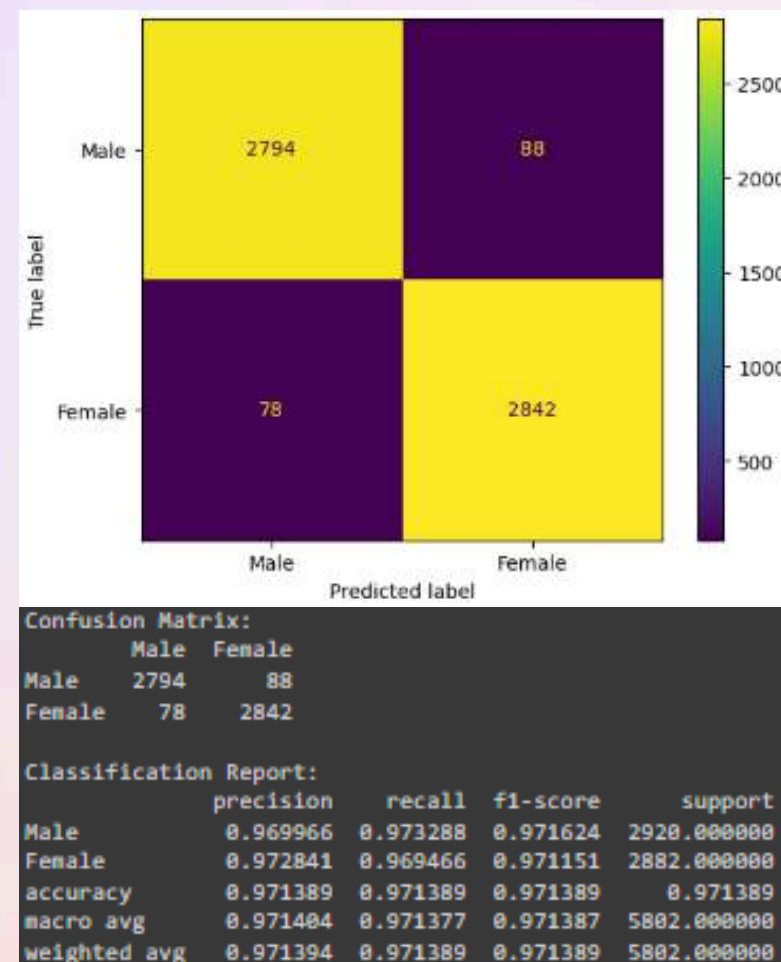 2500
Male
2794
88
2000
True label
1500
1000
Female
78
2842
500
Male
Female
Predicted label
Confusion Matrix:
Male Female
Male 2794 88
Female 78 2842
Classification Report:
precision recall f1-score support
Male 0.969966 0.973288 0.971624 2920.000000
Female 0.972841 0.969466 0.971151 2882.000000
accuracy 0.971389 0.971389 0.971389 0.971389
macro avg 0.971404 0.971377 0.971387 5802.000000
weighted avg 0.971394 0.971389 0.971389 5802.000000